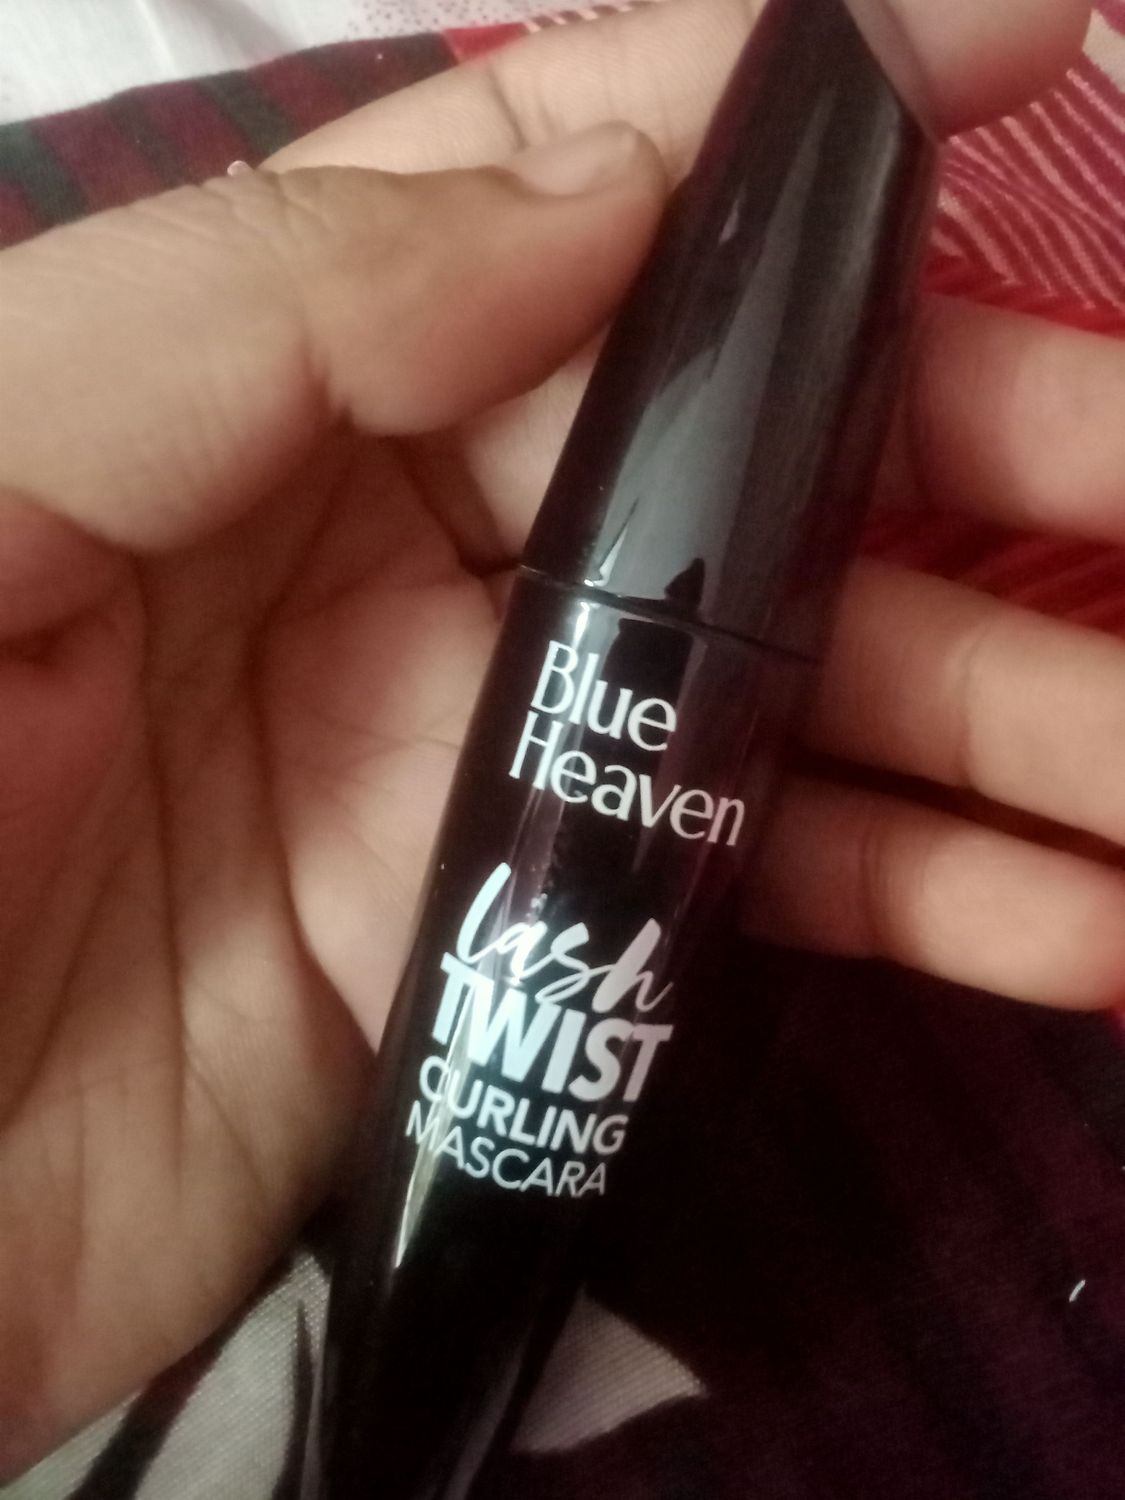 Blue
Heaven
Lash
TWIST
CURLING
MASCARA